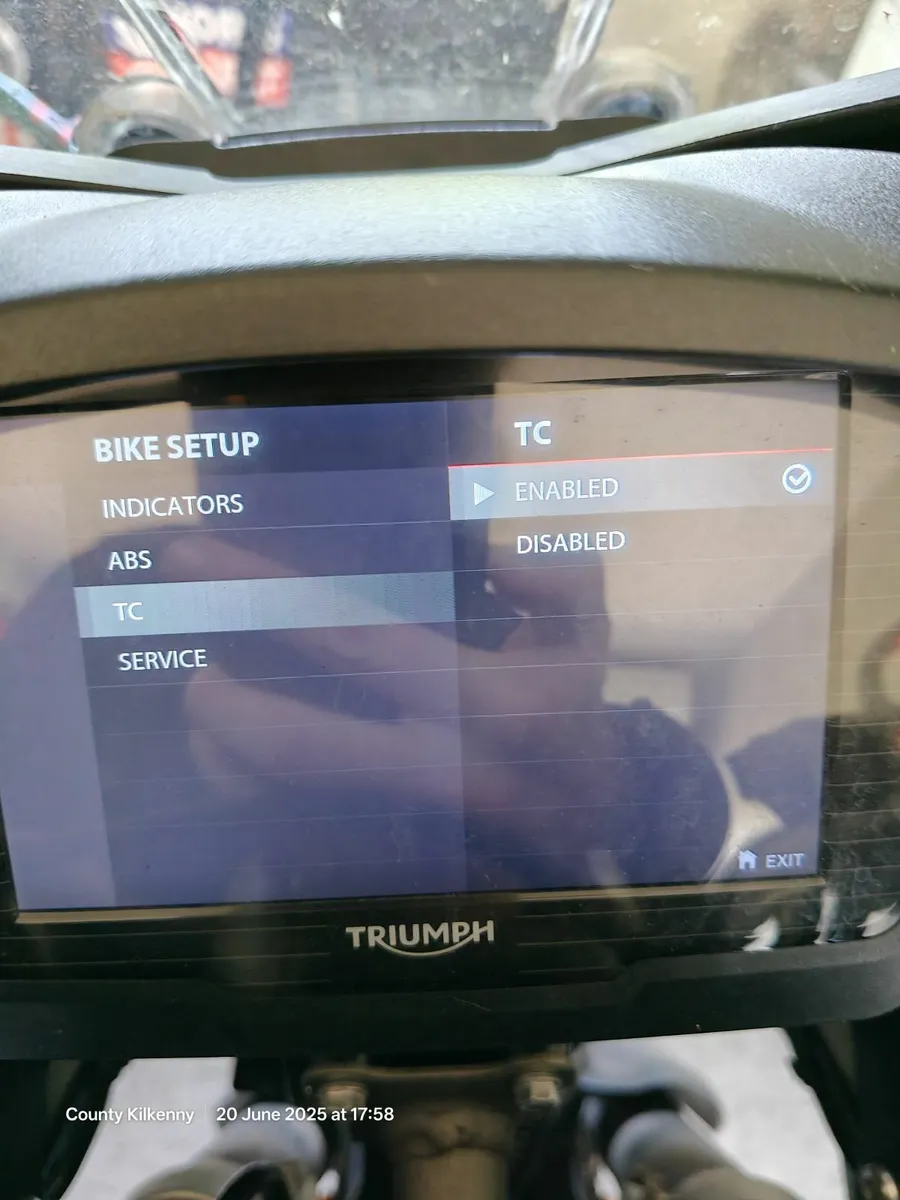 BIKE SETUP
INDICATORS
ABS
TC
SERVICE
TC
ENABLED
DISABLED
EXIT
TRIUMPH
County Kilkenny 20 June 2025 at 17:58